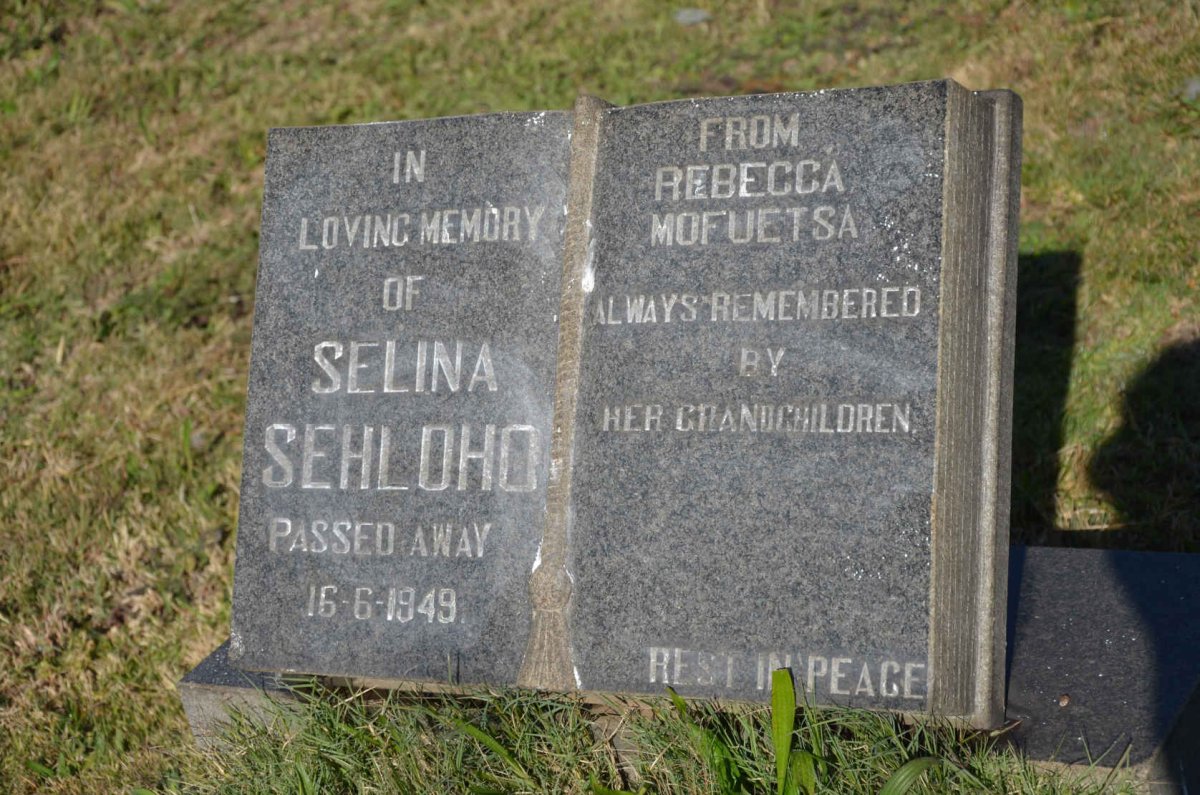 IN
LOVING MEMORY
OF
SELINA
SEHLOHO
PASSED AWAY
16-6-1949.
FROM
REBECCA
MOFUETSA
ALWAYS REMEMBERED
BY
HER GRANDCHILDREN.
REST IN PEACE